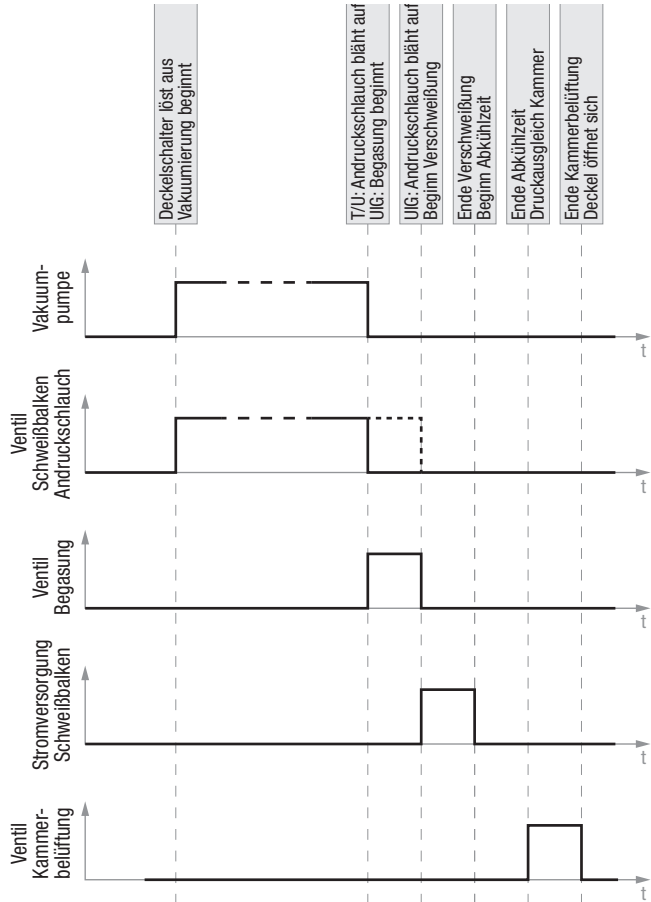 Deckelschalter löst aus
Vakuumierung beginnt
T/U: Andruckschlauch bläht auf
UIG: Begasung beginnt
UIG: Andruckschlauch bläht auf
Beginn Verschweißung
Ende Verschweißung
Beginn Abkühlzeit
Ende Abkühlzeit
Druckausgleich Kammer
Ende Kammerbelüftung
Deckel öffnet sich
Vakuum-
pumpe
t
Ventil
Schweißbalken
Andruckschlauch
t
Ventil
Begasung
t
Stromversorgung
Schweißbalken
t
Ventil
Kammer-
belüftung
t